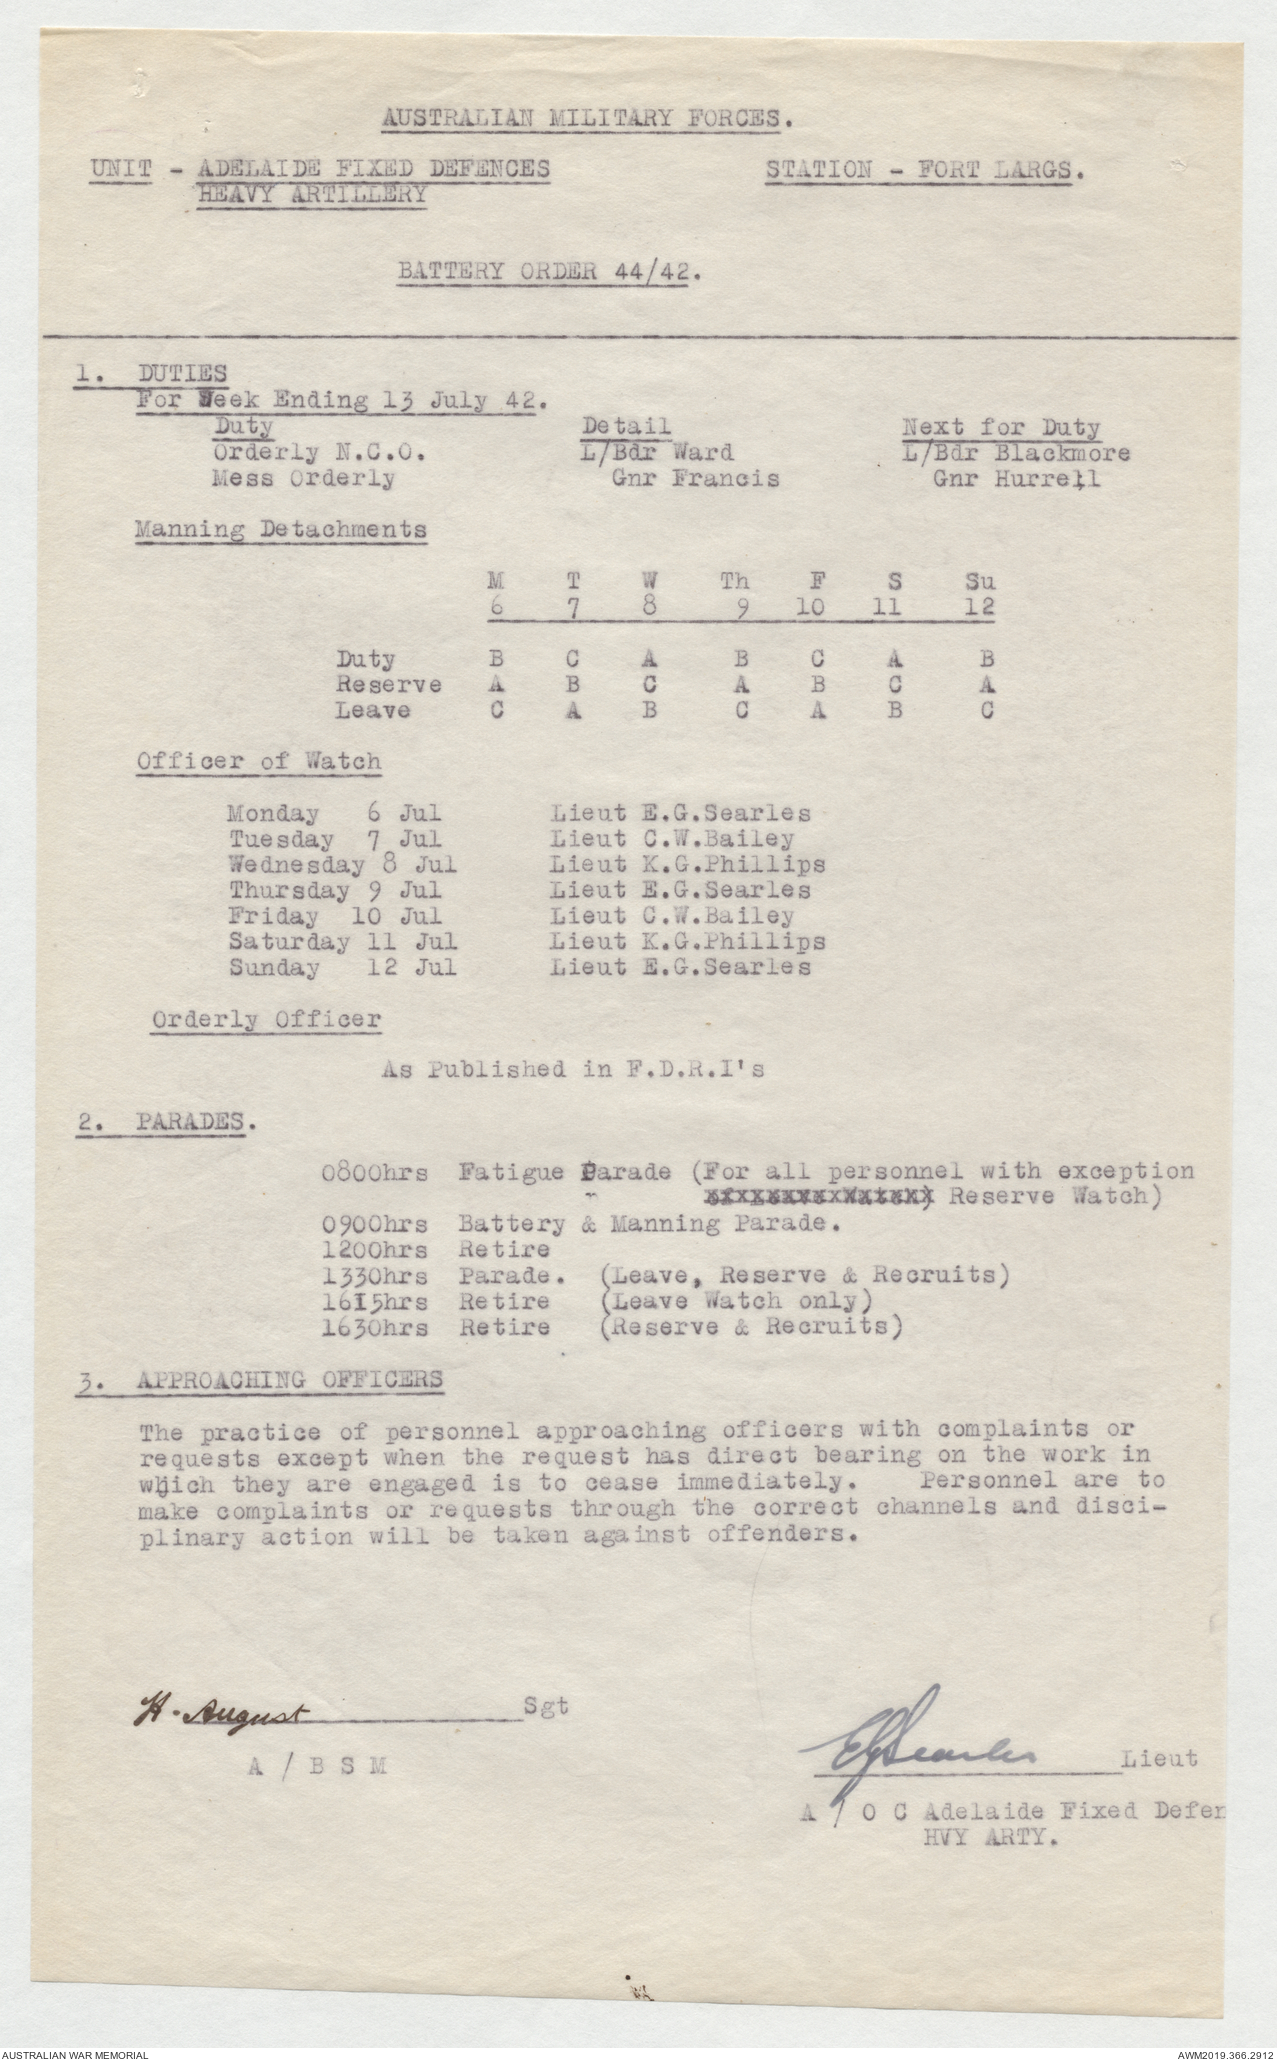 AUSTRALIAN MILITARY FORCES.
UNIT - ADELAIDE FIXED DEFENCES STATION - FORT LARGS.
HEAVY ARTILLERY
BATTERY ORDER 44/42.
1. DUTIES
For Week Ending 13 July 42.
Duty Detail Next for Duty
Orderly N.C.O. L/Bdr Ward L/Bdr Blackmore
Mess Orderly Gnr Francis Gnr Hurrell
Manning Detachments
M T W Th F S Su
6 7 8 9 10 11 12
Duty B C A B C A B
Reserve A B C A B C A
Leave C A B C A B C
Officer of Watch
Monday 6 Jul Lieut E.G.Searles
Tuesday 7 Jul Lieut C.W.Bailey
Wednesday 8 Jul Lieut K.G.Phillips
Thursday 9 Jul Lieut E.G.Searles
Friday 10 Jul Lieut C.W.Bailey
Saturday 11 Jul Lieut K.G.Phillips
Sunday 12 Jul Lieut E.G.Searles
Orderly Officer
As Published in F.D.R.I's
2. PARADES.
0800hrs Fatigue Parade (For all personnel with exception
Reserve Watch)
0900hrs Battery & Manning Parade.
1200hrs Retire
1330hrs Parade. (Leave, Reserve & Recruits)
1615hrs Retire (Leave Watch only)
1630hrs Retire (Reserve & Recruits)
3. APPROACHING OFFICERS
The practice of personnel approaching officers with complaints or
requests except when the request has direct bearing on the work in
which they are engaged is to cease immediately. Personnel are to
make complaints or requests through the correct channels and disci-
plinary action will be taken against offenders.
H. August Sgt
A / B S M
EGSearles Lieut
A / O C Adelaide Fixed Defen
HVY ARTY.
AUSTRALIAN WAR MEMORIAL AWM2019.366.2912